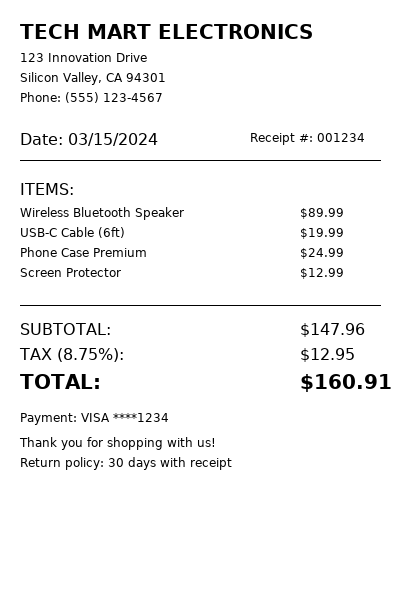 TECH MART ELECTRONICS
123 Innovation Drive
Silicon Valley, CA 94301
Phone: (555) 123-4567
Date: 03/15/2024 Receipt #: 001234
ITEMS:
Wireless Bluetooth Speaker $89.99
USB-C Cable (6ft) $19.99
Phone Case Premium $24.99
Screen Protector $12.99
SUBTOTAL: $147.96
TAX (8.75%): $12.95
TOTAL: $160.91
Payment: VISA ****1234
Thank you for shopping with us!
Return policy: 30 days with receipt